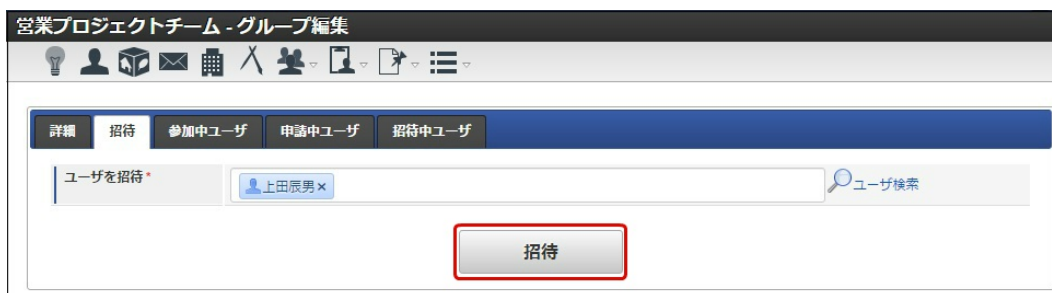 営業プロジェクトチーム - グループ編集
詳細 招待 参加中ユーザ 申請中ユーザ 招待中ユーザ
ユーザを招待* 上田辰男× ユーザ検索
招待